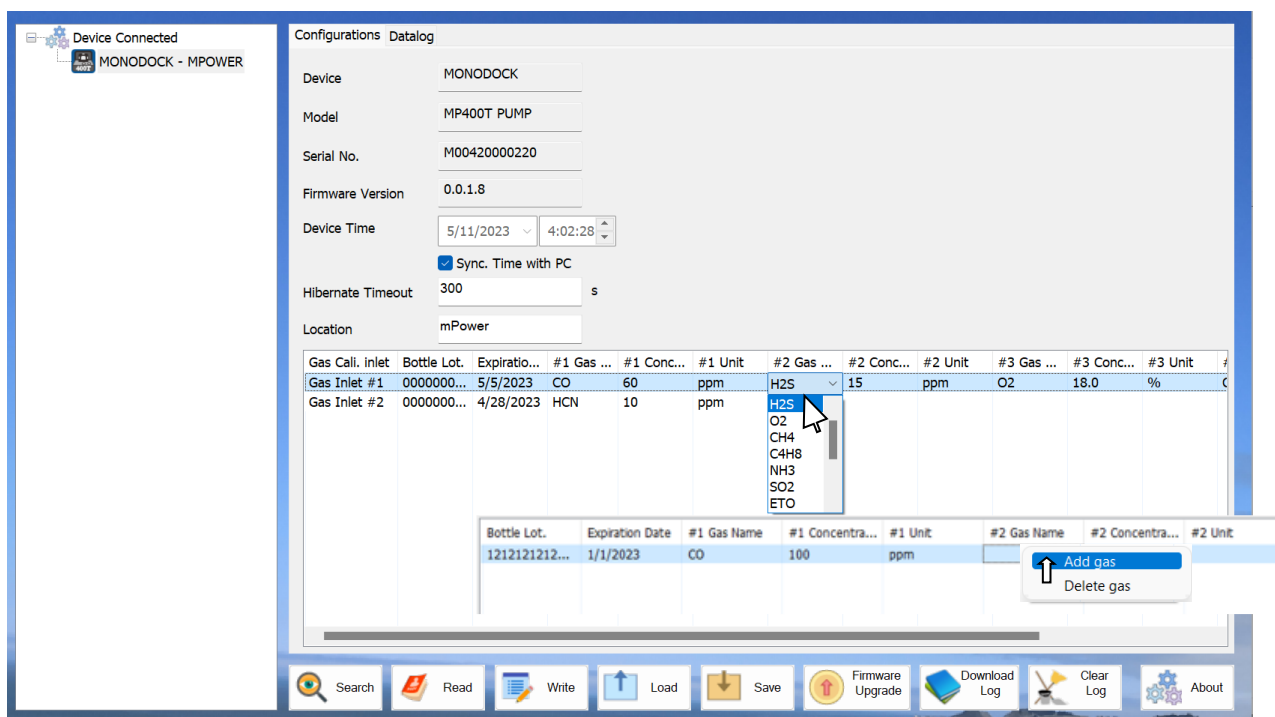 Device Connected
MONODOCK - MPOWER
400T
Configurations Datalog
Device MONODOCK
Model MP400T PUMP
Serial No. M00420000220
Firmware Version 0.0.1.8
Device Time 5/11/2023 4:02:28
Sync. Time with PC
Hibernate Timeout 300 s
Location mPower
Gas Cali. inlet Bottle Lot. Expiratio... #1 Gas ... #1 Conc... #1 Unit #2 Gas ... #2 Conc... #2 Unit #3 Gas ... #3 Conc... #3 Unit #
Gas Inlet #1 0000000... 5/5/2023 CO 60 ppm H2S 15 ppm O2 18.0 %
Gas Inlet #2 0000000... 4/28/2023 HCN 10 ppm
H2S
O2
CH4
C4H8
NH3
SO2
ETO
Bottle Lot. Expiration Date #1 Gas Name #1 Concentra... #1 Unit #2 Gas Name #2 Concentra... #2 Unit
1212121212... 1/1/2023 CO 100 ppm
Add gas
Delete gas
Search Read Write Load Save Firmware Upgrade Download Log Clear Log About